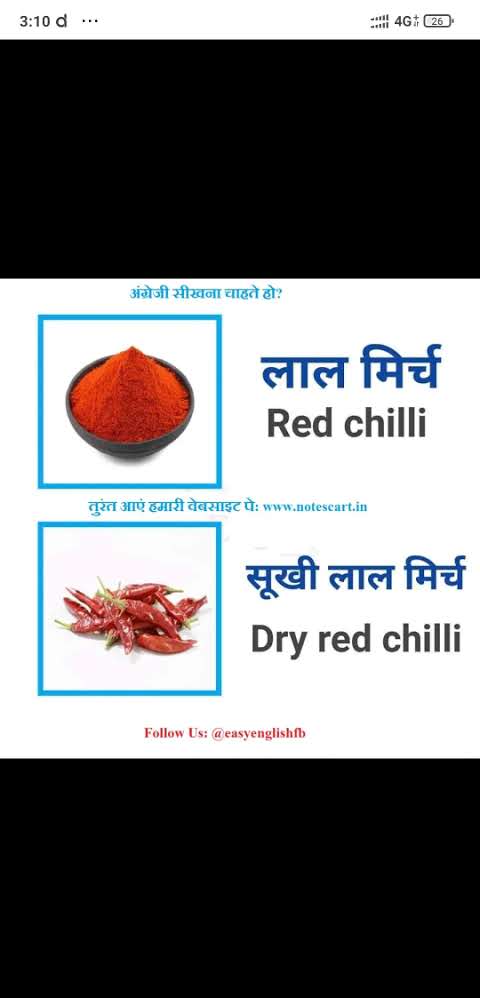 3:10 d ...
4G 26
अंग्रेजी सीखना चाहते हो?
लाल मिर्च
Red chilli
तुरंत आएं हमारी वेबसाइट पे: www.notescart.in
सूखी लाल मिर्च
Dry red chilli
Follow Us: @easyenglishfb